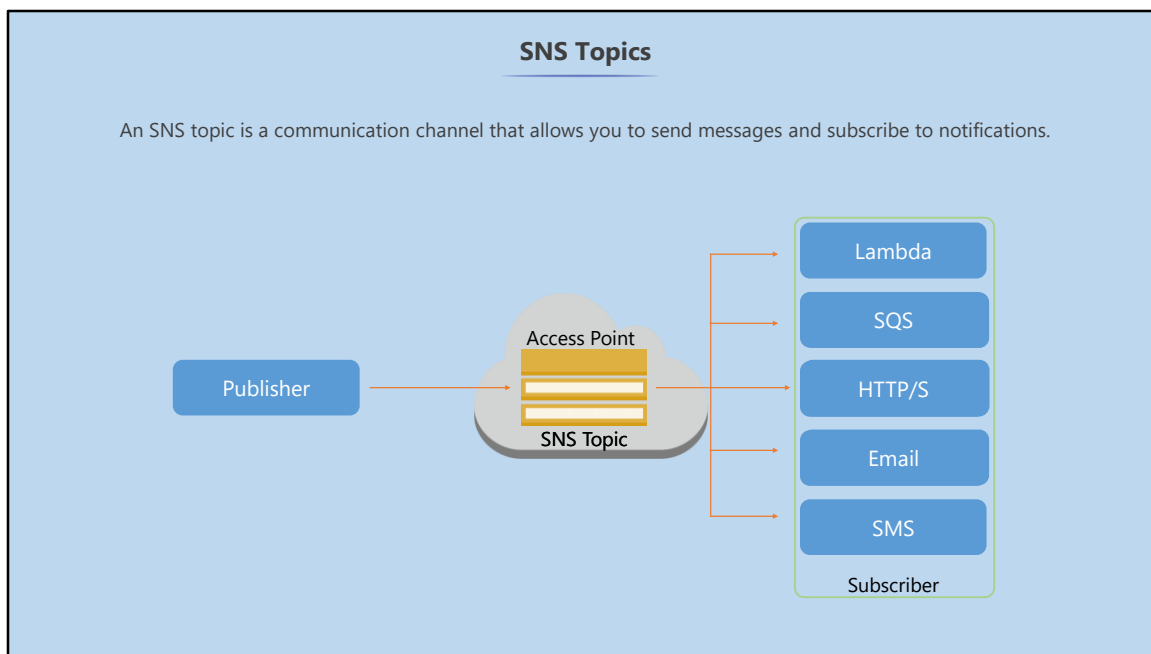 SNS Topics
An SNS topic is a communication channel that allows you to send messages and subscribe to notifications.
Publisher
Access Point
SNS Topic
Lambda
SQS
HTTP/S
Email
SMS
Subscriber